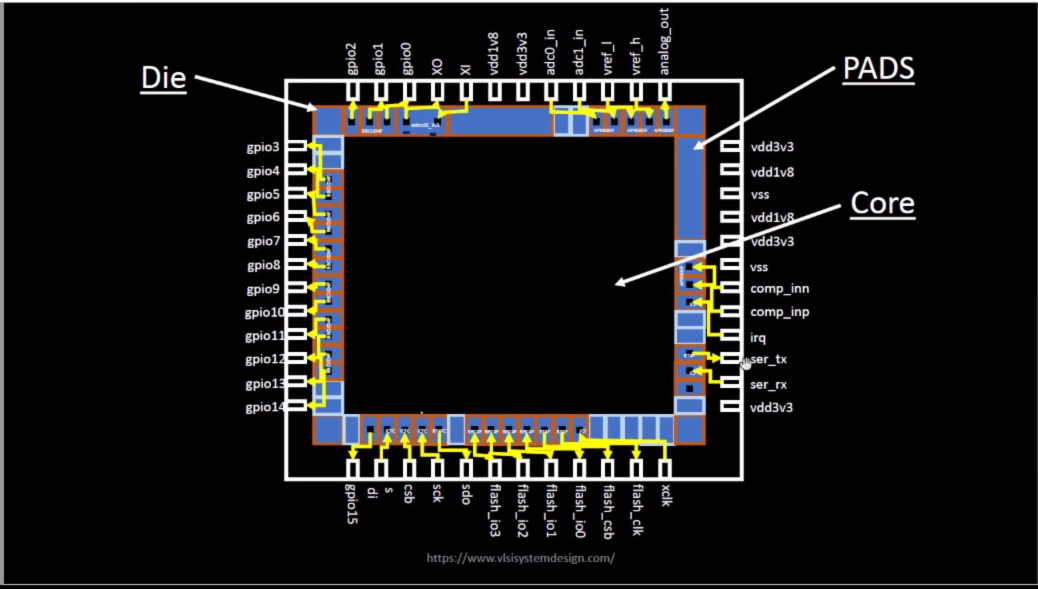 Die
PADS
Core
gpio2
gpio1
gpio0
XO
XI
vdd1v8
vdd3v3
adc0_in
adc1_in
vref_l
vref_h
analog_out
gpio3
gpio4
gpio5
gpio6
gpio7
gpio8
gpio9
gpio10
gpio11
gpio12
gpio13
gpio14
vdd3v3
vdd1v8
vss
vdd1v8
vdd3v3
vss
comp_inn
comp_inp
irq
ser_tx
ser_rx
vdd3v3
gpio15
di
s
csb
sck
sdo
flash_io3
flash_io2
flash_io1
flash_io0
flash_csb
flash_clk
xclk
https://www.vlsisystemdesign.com/